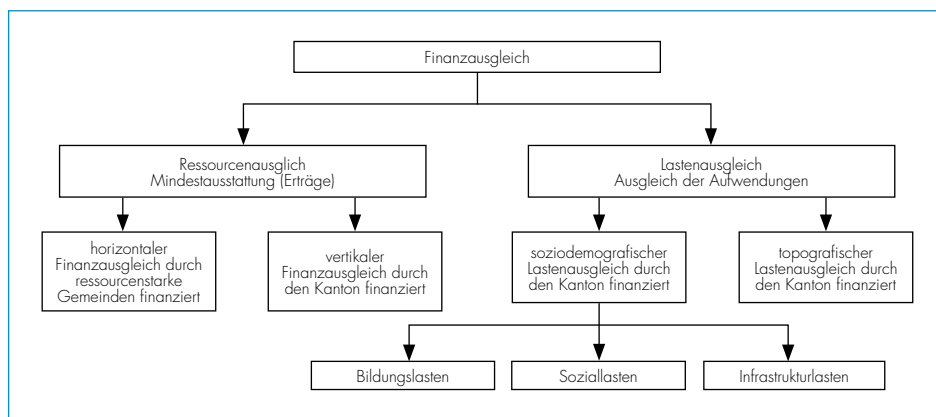 Finanzausgleich
Ressourcenausglich
Mindestausstattung (Erträge)
Lastenausgleich
Ausgleich der Aufwendungen
horizontaler
Finanzausgleich durch
ressourcenstarke
Gemeinden finanziert
vertikaler
Finanzausgleich durch
den Kanton finanziert
soziodemografischer
Lastenausgleich durch
den Kanton finanziert
topografischer
Lastenausgleich durch
den Kanton finanziert
Bildungslasten
Soziallasten
Infrastrukturlasten